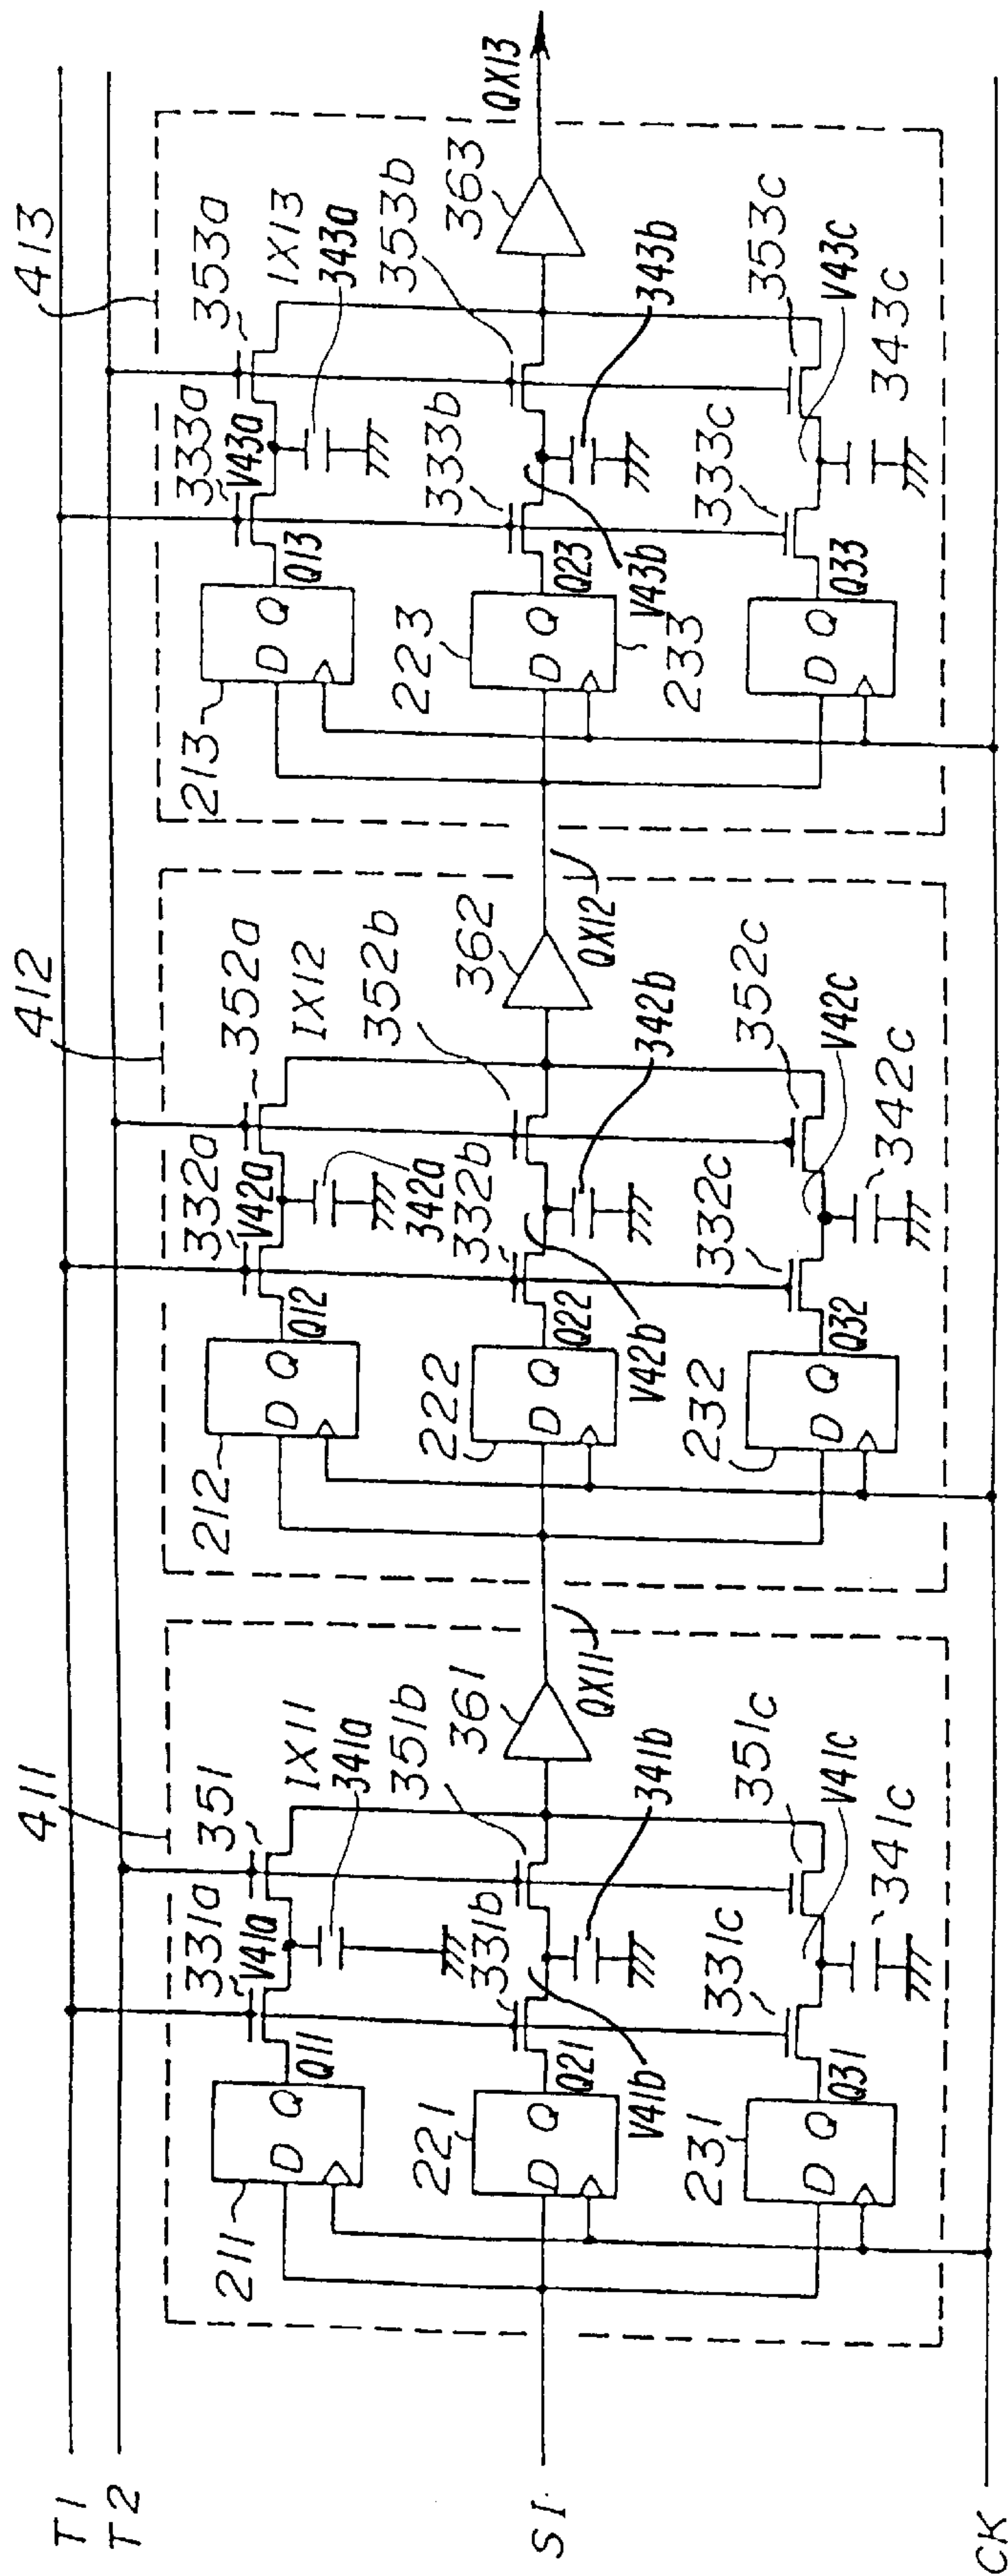 T1
T2
SI
CK
411
211
D Q
Q11
331a
V41a
351
IX11
341a
221
D Q
Q21
331b
V41b
351b
341b
361
QX11
231
D Q
Q31
331c
351c
V41c
341c
412
212
D Q
Q12
332a
V42a
352a
IX12
342a
222
D Q
Q22
332b
V42b
352b
342b
362
QX12
232
D Q
Q32
332c
352c
V42c
342c
413
213
D Q
Q13
333a
V43a
353a
IX13
343a
223
D Q
Q23
333b
V43b
353b
343b
363
QX13
233
D Q
Q33
333c
353c
V43c
343c